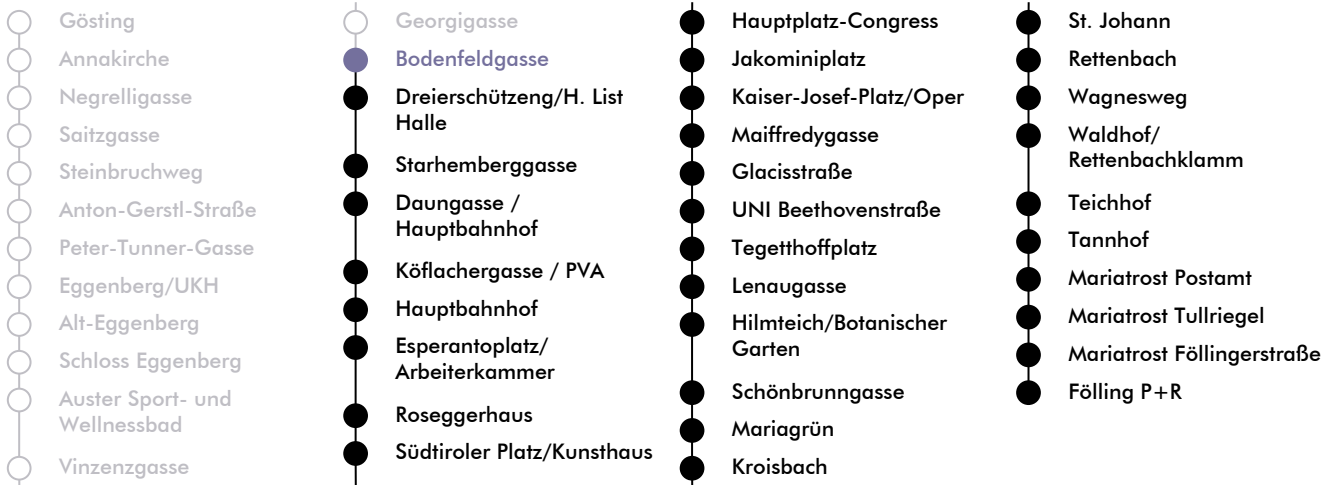 Gösting
Annakirche
Negrelligasse
Saitzgasse
Steinbruchweg
Anton-Gerstl-Straße
Peter-Tunner-Gasse
Eggenberg/UKH
Alt-Eggenberg
Schloss Eggenberg
Auster Sport- und
Wellnessbad
Vinzenzgasse
Georgigasse
Bodenfeldgasse
Dreierschützeng/H. List
Halle
Starhemberggasse
Daungasse /
Hauptbahnhof
Köflachergasse / PVA
Hauptbahnhof
Esperantoplatz/
Arbeiterkammer
Roseggerhaus
Südtiroler Platz/Kunsthaus
Hauptplatz-Congress
Jakominiplatz
Kaiser-Josef-Platz/Oper
Maiffredygasse
Glacisstraße
UNI Beethovenstraße
Tegetthoffplatz
Lenaugasse
Hilmteich/Botanischer
Garten
Schönbrunngasse
Mariagrün
Kroisbach
St. Johann
Rettenbach
Wagnesweg
Waldhof/
Rettenbachklamm
Teichhof
Tannhof
Mariatrost Postamt
Mariatrost Tullriegel
Mariatrost Föllingerstraße
Fölling P+R